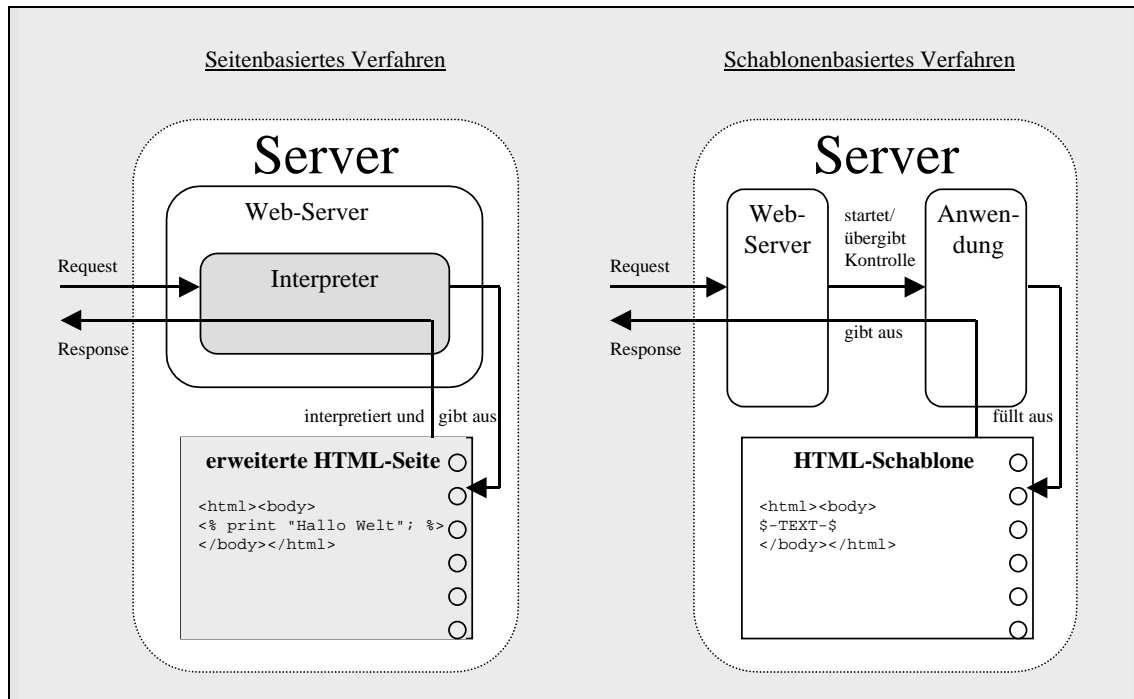 Seitenbasiertes Verfahren
Server
Web-Server
Interpreter
Request
Response
interpretiert und gibt aus
erweiterte HTML-Seite
<html><body>
<% print "Hallo Welt"; %>
</body></html>
Schablonenbasiertes Verfahren
Server
Web-
Server
startet/
übergibt
Kontrolle
Anwen-
dung
Request
Response
gibt aus
füllt aus
HTML-Schablone
<html><body>
$-TEXT-$
</body></html>